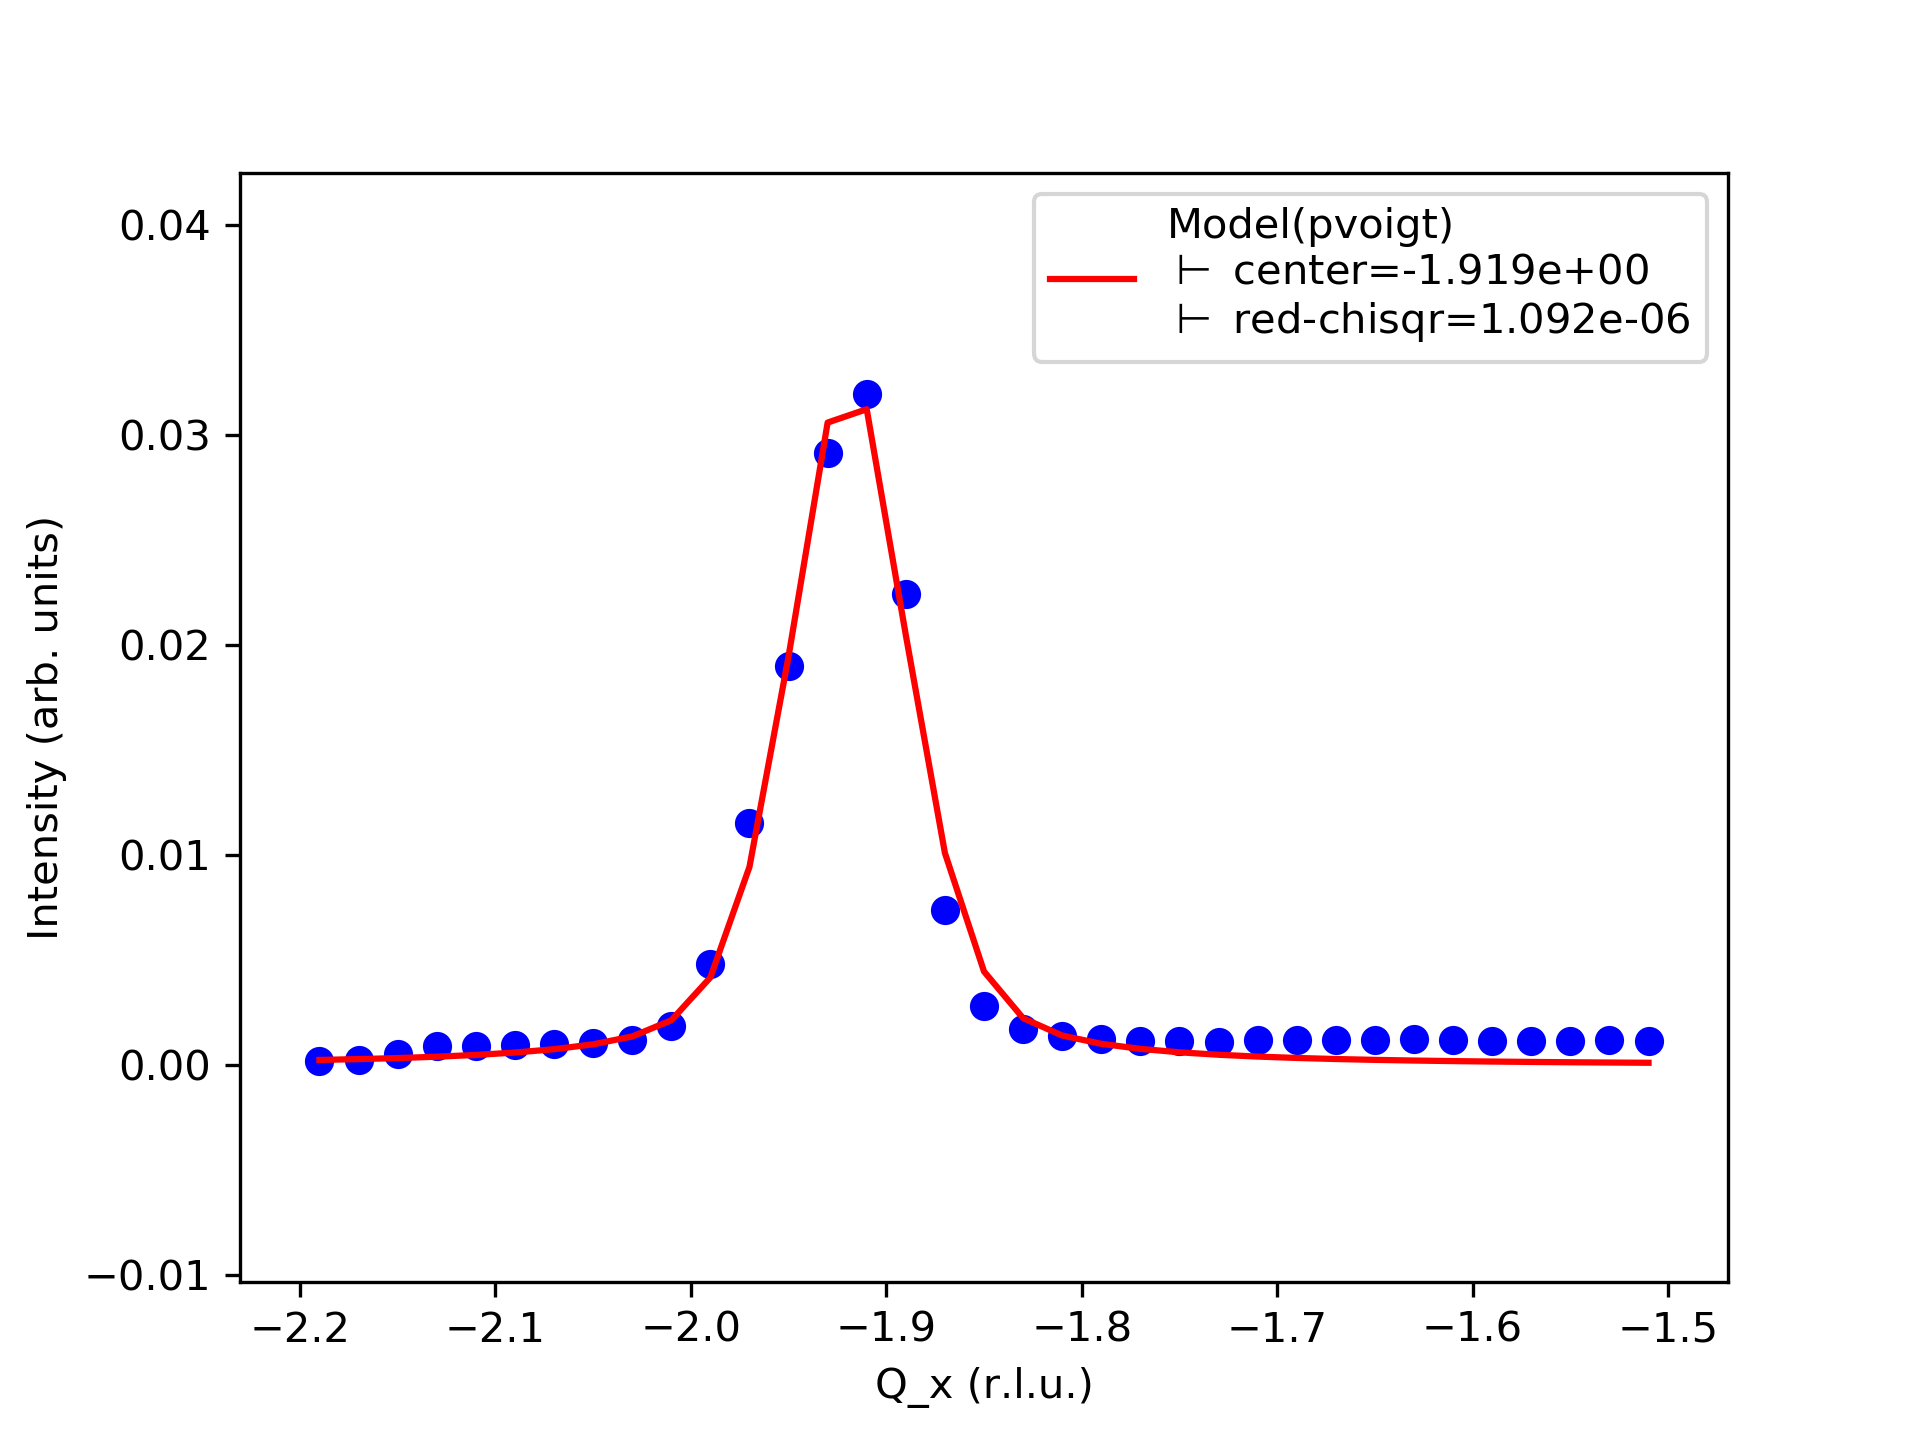 Model(pvoigt)
⊢ center=-1.919e+00
⊢ red-chisqr=1.092e-06
0.04
0.03
0.02
0.01
0.00
−0.01
Intensity (arb. units)
−2.2 −2.1 −2.0 −1.9 −1.8 −1.7 −1.6 −1.5
Q_x (r.l.u.)